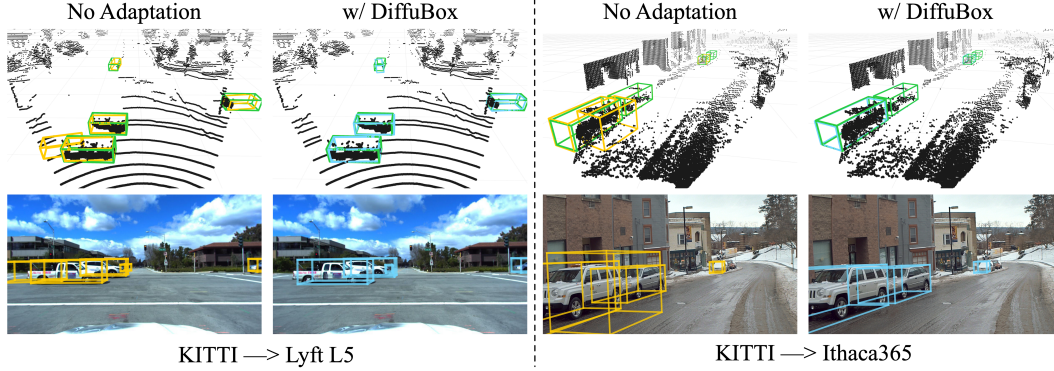 No Adaptation
w/ DiffuBox
No Adaptation
w/ DiffuBox
KITTI —> Lyft L5
KITTI —> Ithaca365